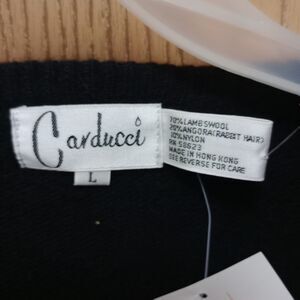 Carducci
L
70% LAMBSWOOL
20% ANGORA (RABBIT HAIR)
10% NYLON
RN 58623
MADE IN HONG KONG
SEE REVERSE FOR CARE